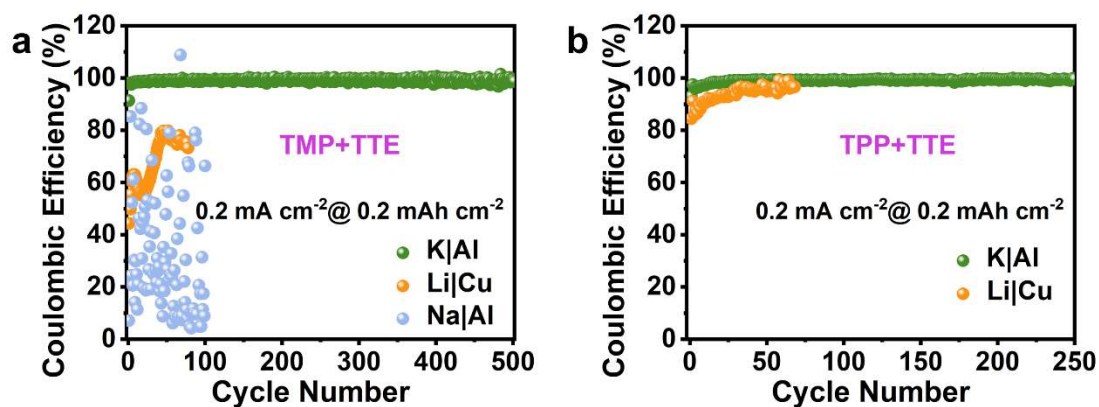 a
120
100
80
60
40
20
0
Coulombic Efficiency (%)
TMP+TTE
0.2 mA cm⁻²@ 0.2 mAh cm⁻²
K|Al
Li|Cu
Na|Al
0 100 200 300 400 500
Cycle Number
b
120
100
80
60
40
20
0
Coulombic Efficiency (%)
TPP+TTE
0.2 mA cm⁻²@ 0.2 mAh cm⁻²
K|Al
Li|Cu
0 50 100 150 200 250
Cycle Number